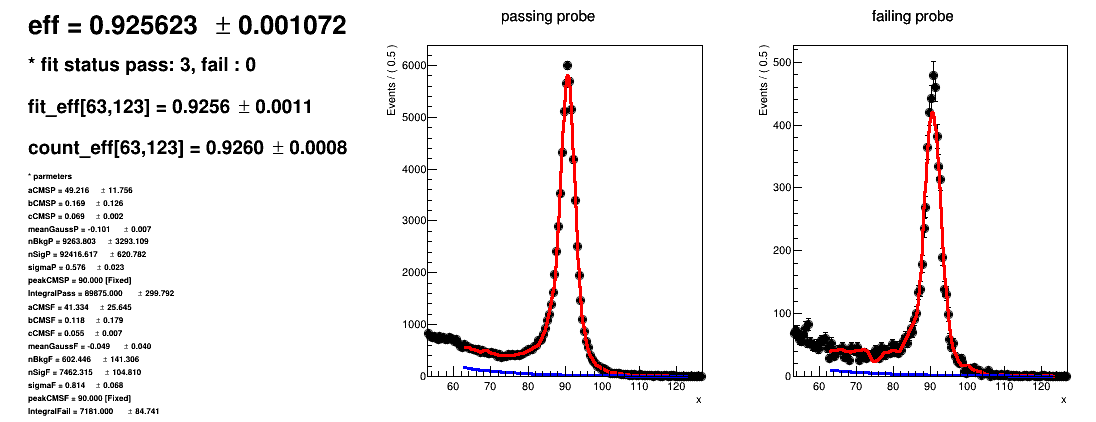 eff = 0.925623 ± 0.001072
* fit status pass: 3, fail : 0
fit_eff[63,123] = 0.9256 ± 0.0011
count_eff[63,123] = 0.9260 ± 0.0008
* parmeters
aCMSP = 49.216 ± 11.756
bCMSP = 0.169 ± 0.126
cCMSP = 0.069 ± 0.002
meanGaussP = -0.101 ± 0.007
nBkgP = 9263.803 ± 3293.109
nSigP = 92416.617 ± 620.782
sigmaP = 0.576 ± 0.023
peakCMSP = 90.000 [Fixed]
IntegralPass = 89875.000 ± 299.792
aCMSF = 41.334 ± 25.645
bCMSF = 0.118 ± 0.179
cCMSF = 0.055 ± 0.007
meanGaussF = -0.049 ± 0.040
nBkgF = 602.446 ± 141.306
nSigF = 7462.315 ± 104.810
sigmaF = 0.814 ± 0.068
peakCMSF = 90.000 [Fixed]
IntegralFail = 7181.000 ± 84.741
passing probe
Events / ( 0.5 )
6000
5000
4000
3000
2000
1000
0
60 70 80 90 100 110 120
x
failing probe
Events / ( 0.5 )
500
400
300
200
100
0
60 70 80 90 100 110 120
x